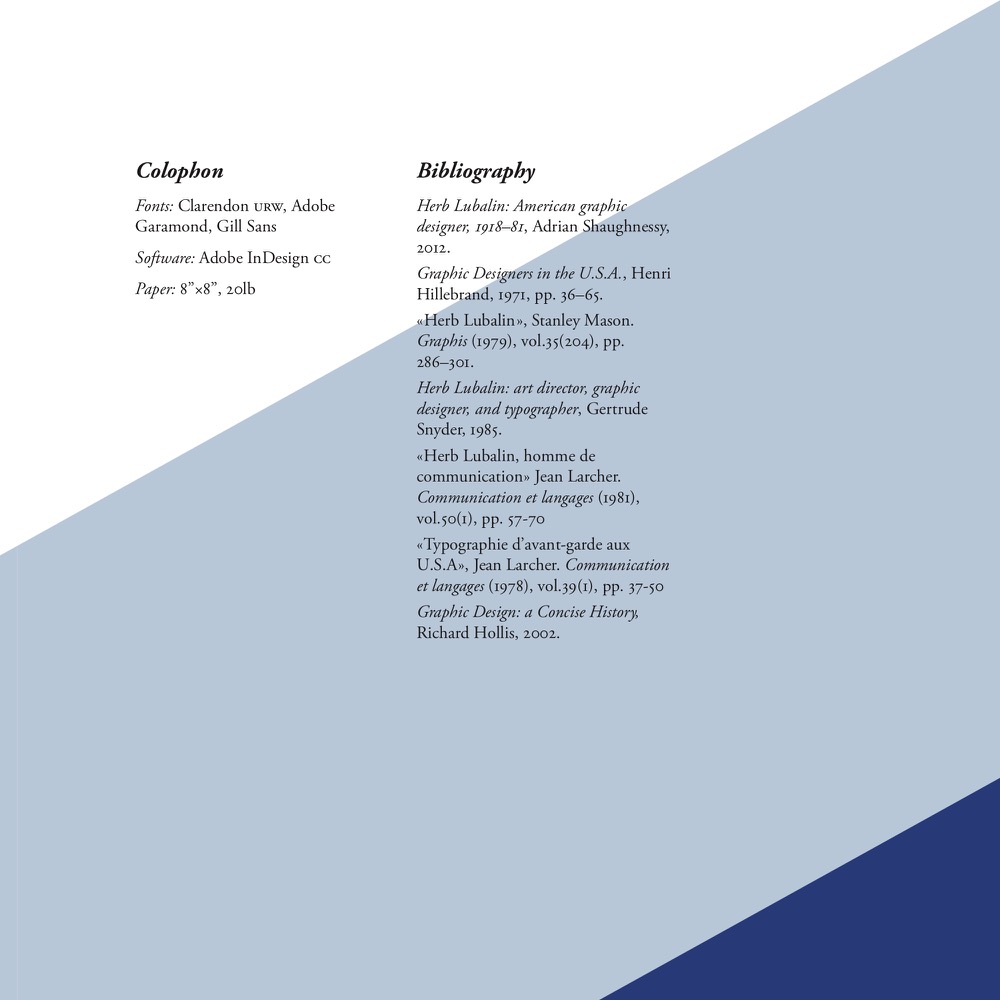 Colophon
Fonts: Clarendon URW, Adobe
Garamond, Gill Sans
Software: Adobe InDesign CC
Paper: 8”×8”, 20lb
Bibliography
Herb Lubalin: American graphic
designer, 1918–81, Adrian Shaughnessy,
2012.
Graphic Designers in the U.S.A., Henri
Hillebrand, 1971, pp. 36–65.
«Herb Lubalin», Stanley Mason.
Graphis (1979), vol.35(204), pp.
286–301.
Herb Lubalin: art director, graphic
designer, and typographer, Gertrude
Snyder, 1985.
«Herb Lubalin, homme de
communication» Jean Larcher.
Communication et langages (1981),
vol.50(1), pp. 57-70
«Typographie d’avant-garde aux
U.S.A», Jean Larcher. Communication
et langages (1978), vol.39(1), pp. 37-50
Graphic Design: a Concise History,
Richard Hollis, 2002.